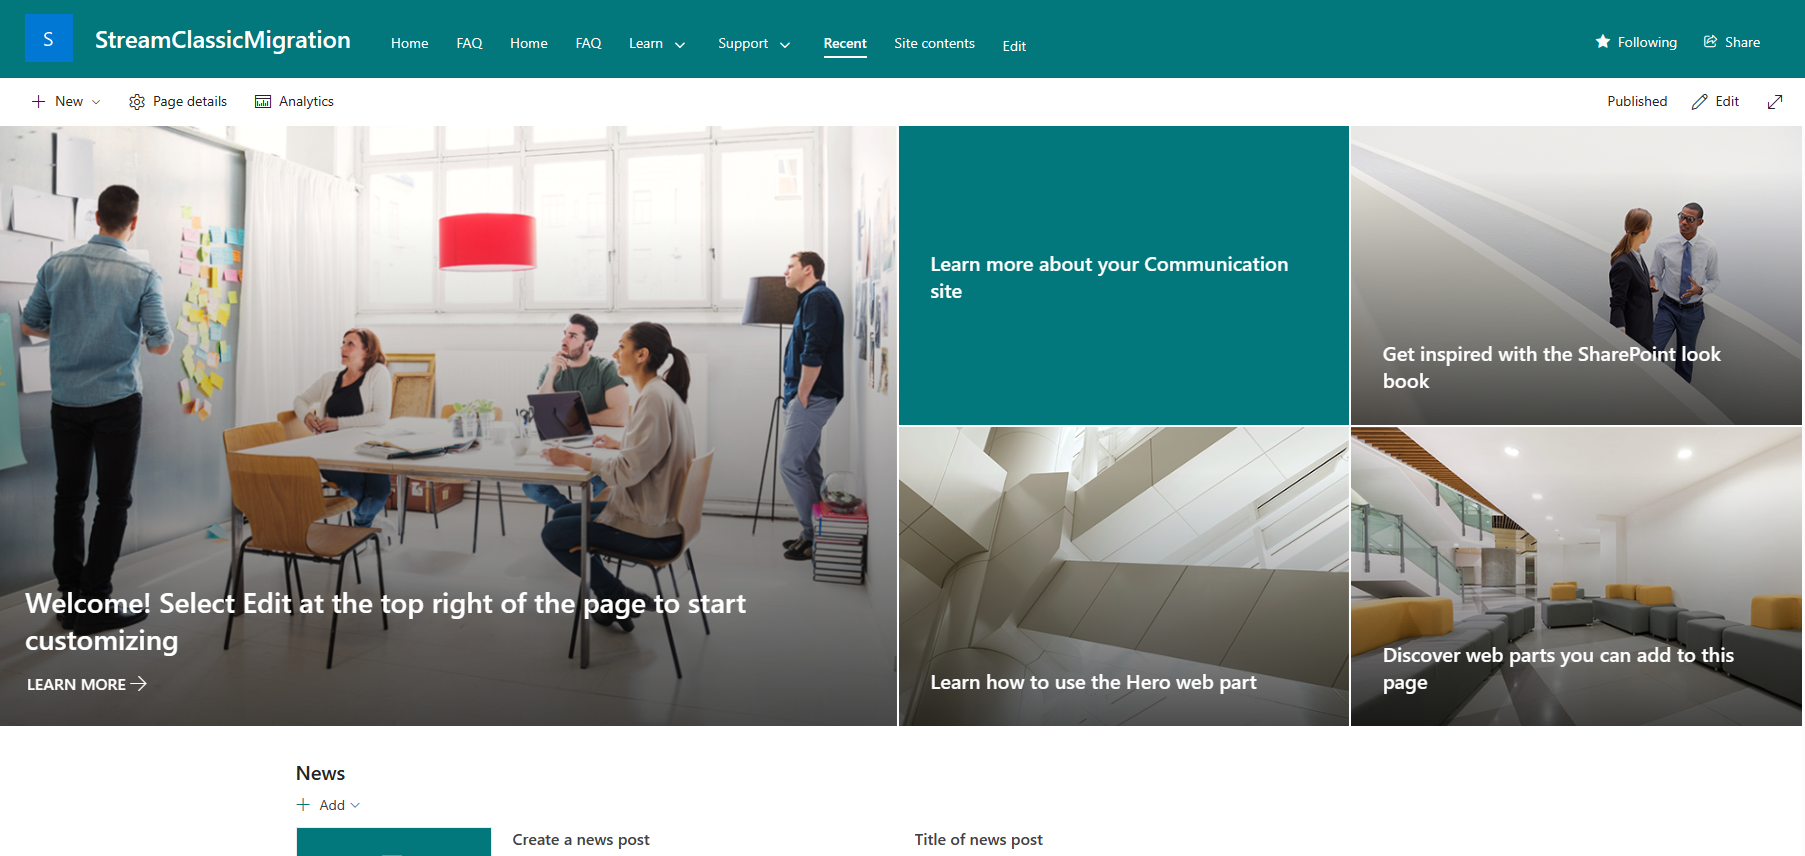 S
StreamClassicMigration
Home FAQ Home FAQ Learn Support Recent Site contents Edit
Following Share
New Page details Analytics
Published Edit
Welcome! Select Edit at the top right of the page to start
customizing
LEARN MORE
Learn more about your Communication
site
Get inspired with the SharePoint look
book
Learn how to use the Hero web part
Discover web parts you can add to this
page
News
Add
Create a news post
Title of news post